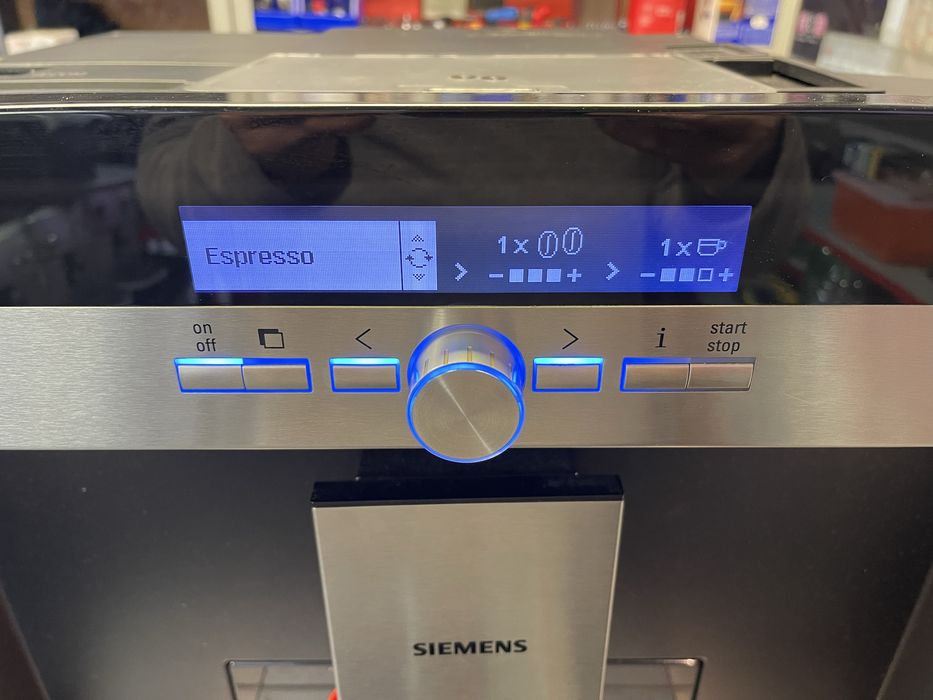 Espresso
1x
1x
on
off
<
>
i
start
stop
SIEMENS